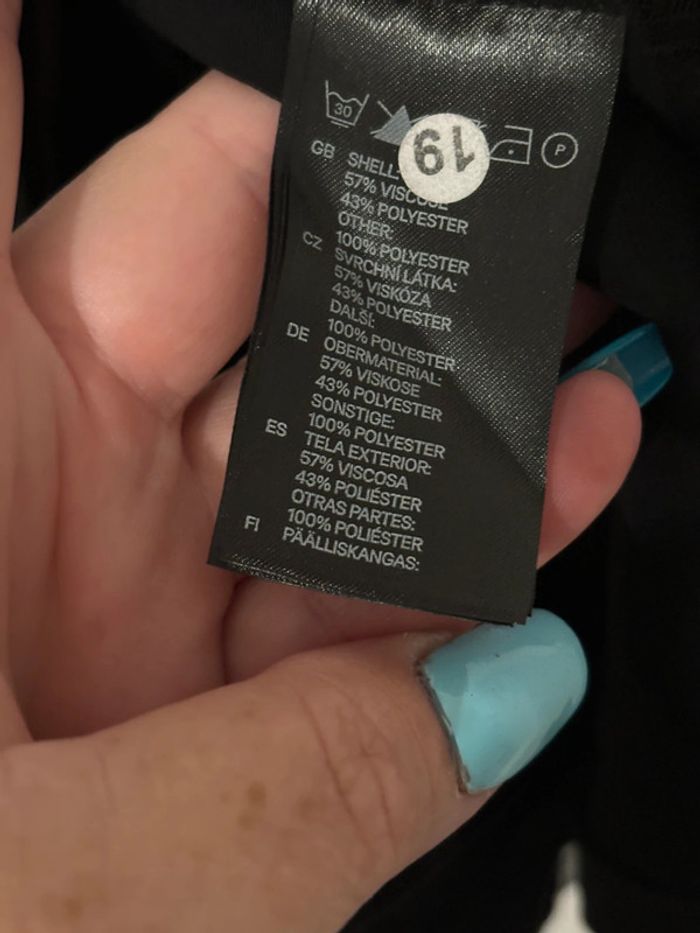 30
P
19
GB SHELL:
57% VISCOSE
43% POLYESTER
OTHER:
100% POLYESTER
CZ SVRCHNÍ LÁTKA:
57% VISKÓZA
43% POLYESTER
DALŠÍ:
100% POLYESTER
DE OBERMATERIAL:
57% VISKOSE
43% POLYESTER
SONSTIGE:
100% POLYESTER
ES TELA EXTERIOR:
57% VISCOSA
43% POLIÉSTER
OTRAS PARTES:
100% POLIÉSTER
FI PÄÄLLISKANGAS: